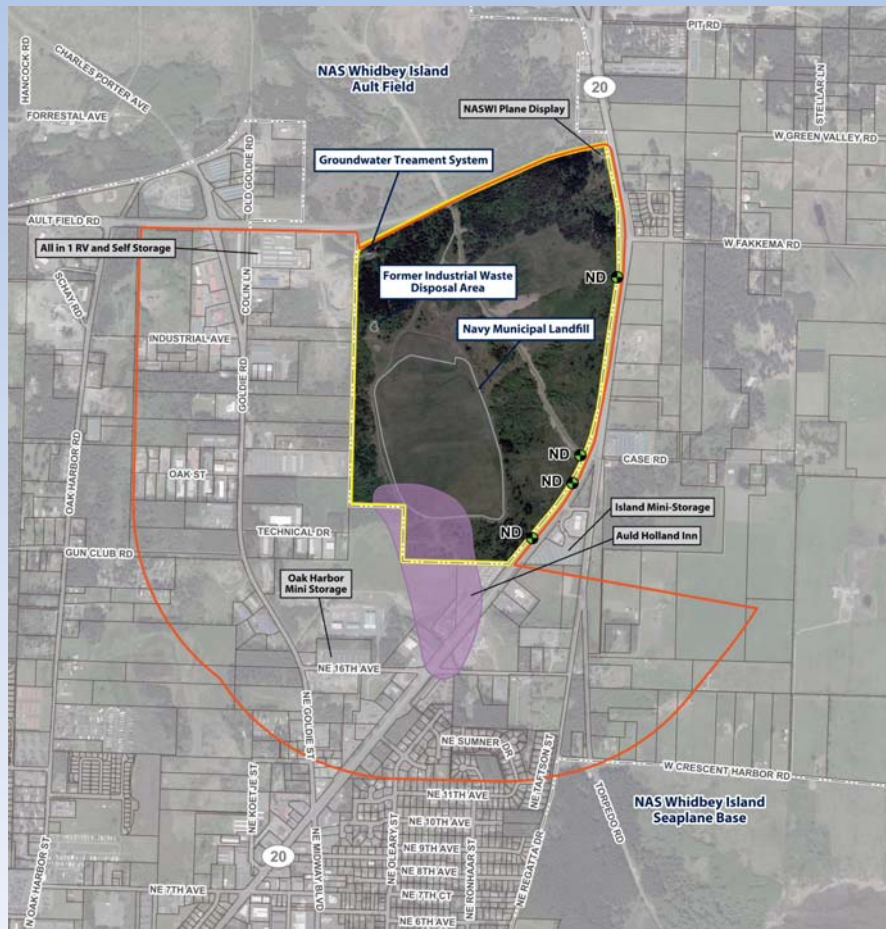 PIT RD
HANCOCK RD
CHARLES PORTER AVE
NAS Whidbey Island
Ault Field
20
STELLAR LN
NASWI Plane Display
FORRESTAL AVE
OLD GOLDIE RD
W GREEN VALLEY RD
Groundwater Treament System
AULT FIELD RD
All in 1 RV and Self Storage
W FAKKEMA RD
SCHAY RD
COLIN LN
Former Industrial Waste
Disposal Area
ND
Navy Municipal Landfill
INDUSTRIAL AVE
GOLDIE RD
OAK HARBOR RD
ND
CASE RD
OAK ST
ND
Island Mini-Storage
TECHNICAL DR
ND
Auld Holland Inn
GUN CLUB RD
Oak Harbor
Mini Storage
NE 16TH AVE
NE GOLDIE ST
NE SUMNER DR
NE TAFTSON ST
W CRESCENT HARBOR RD
NE KOETJE ST
NE 11TH AVE
TORPEDO RD
NAS Whidbey Island
Seaplane Base
N OAK HARBOR ST
NE 10TH AVE
NE OLEARY ST
NE RONHAAR ST
NE REGATTA DR
NE MIDWAY BLVD
20
NE 9TH AVE
NE 8TH AVE
NE 7TH AVE
NE 7TH CT
NE 6TH AVE